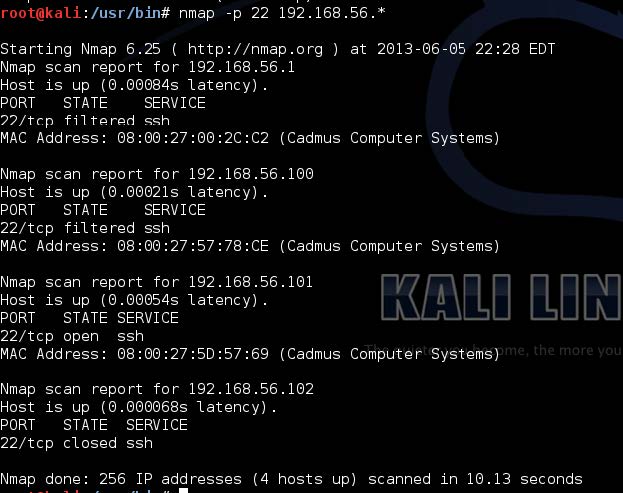 root@kali:/usr/bin# nmap -p 22 192.168.56.*
Starting Nmap 6.25 ( http://nmap.org ) at 2013-06-05 22:28 EDT
Nmap scan report for 192.168.56.1
Host is up (0.00084s latency).
PORT   STATE    SERVICE
22/tcp filtered ssh
MAC Address: 08:00:27:00:2C:C2 (Cadmus Computer Systems)
Nmap scan report for 192.168.56.100
Host is up (0.00021s latency).
PORT   STATE    SERVICE
22/tcp filtered ssh
MAC Address: 08:00:27:57:78:CE (Cadmus Computer Systems)
Nmap scan report for 192.168.56.101
Host is up (0.00054s latency).
PORT   STATE SERVICE
22/tcp open  ssh
MAC Address: 08:00:27:5D:57:69 (Cadmus Computer Systems)
KALI LIN
The quieter you become, the more you
Nmap scan report for 192.168.56.102
Host is up (0.000068s latency).
PORT   STATE  SERVICE
22/tcp closed ssh
Nmap done: 256 IP addresses (4 hosts up) scanned in 10.13 seconds
root@kali:/usr/bin#